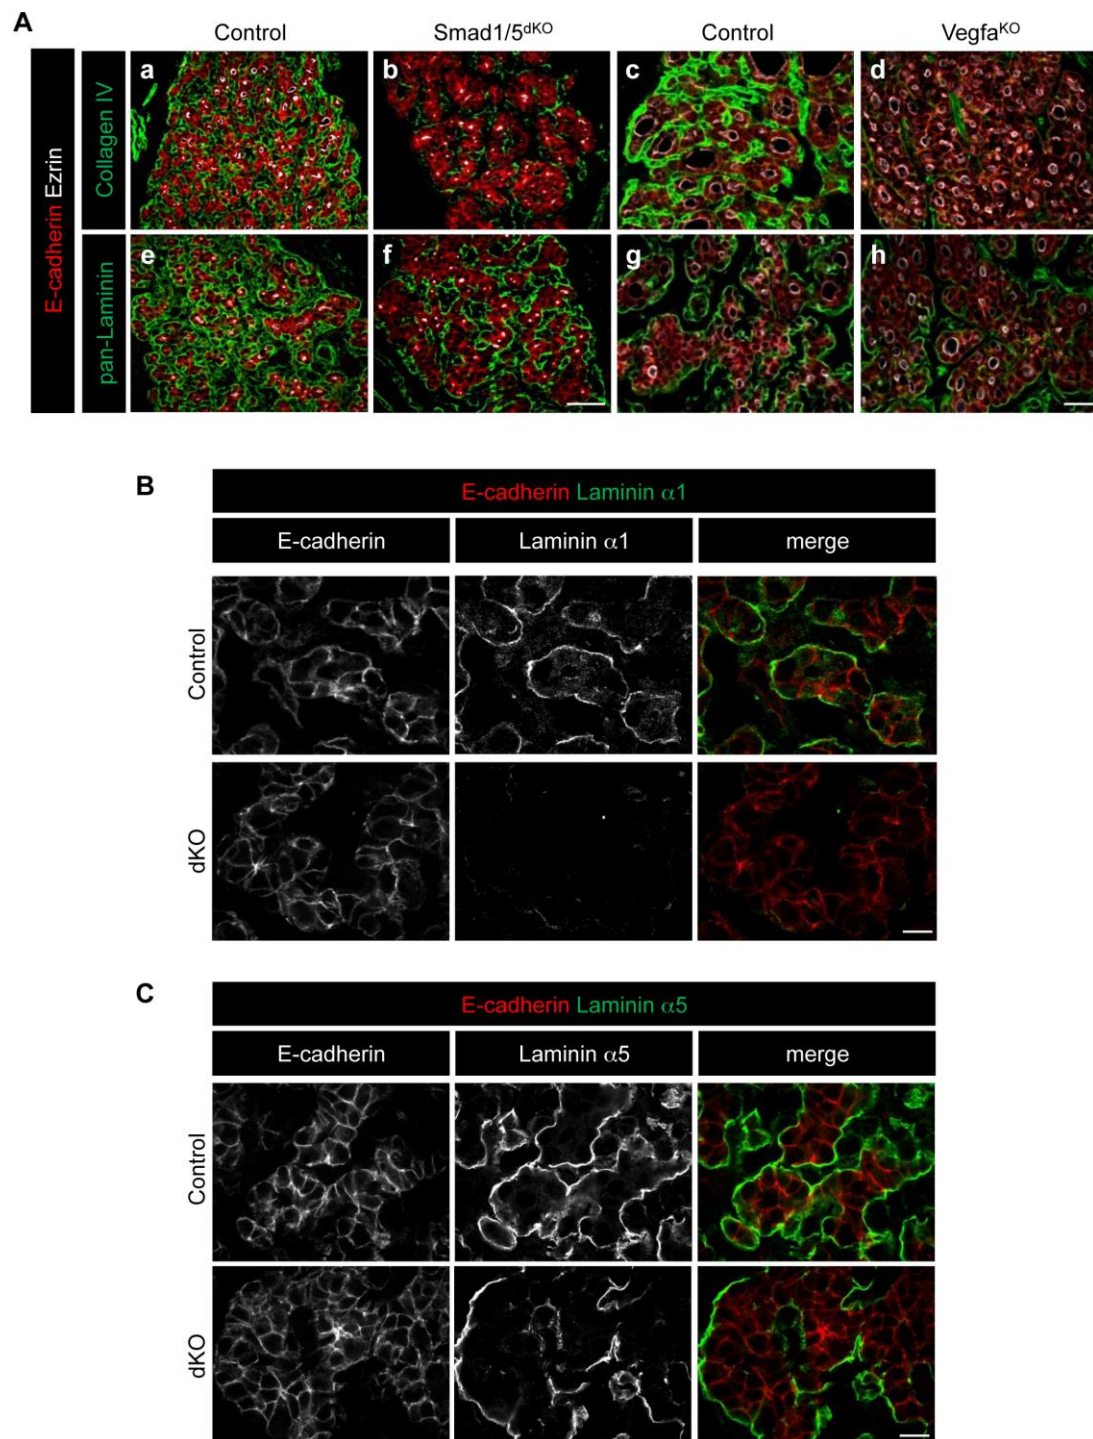 A
Control Smad1/5dKO Control VegfaKO
E-cadherin Ezrin
Collagen IV
a b c d
pan-Laminin
e f g h
B
E-cadherin Laminin α1
E-cadherin Laminin α1 merge
Control
dKO
C
E-cadherin Laminin α5
E-cadherin Laminin α5 merge
Control
dKO